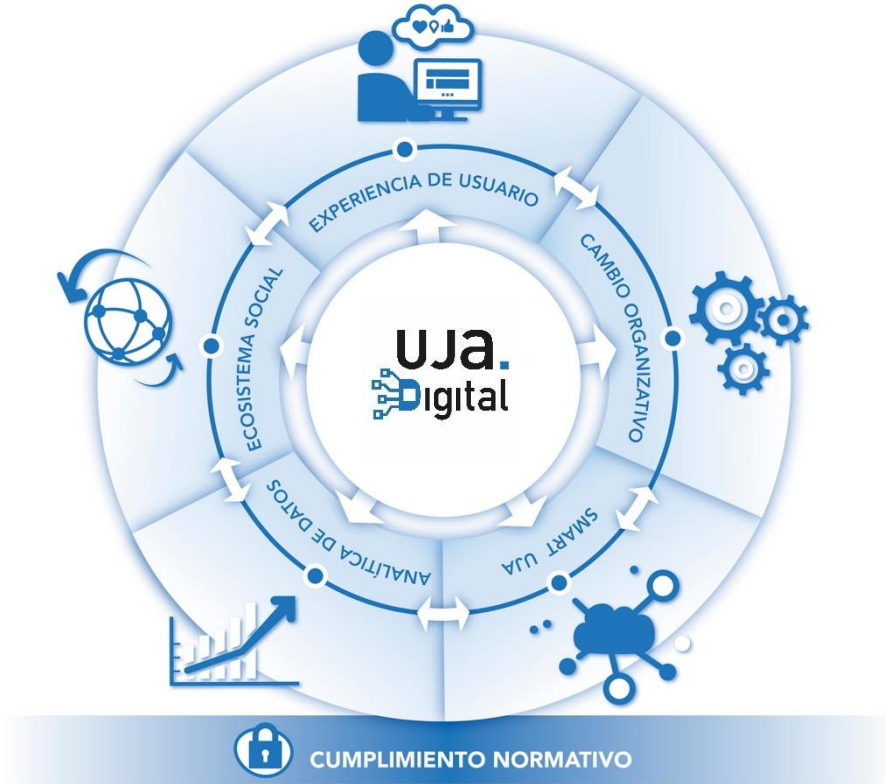 EXPERIENCIA DE USUARIO
CAMBIO ORGANIZATIVO
SMART UJA
ANALÍTICA DE DATOS
ECOSISTEMA SOCIAL
UJa.
Digital
CUMPLIMIENTO NORMATIVO